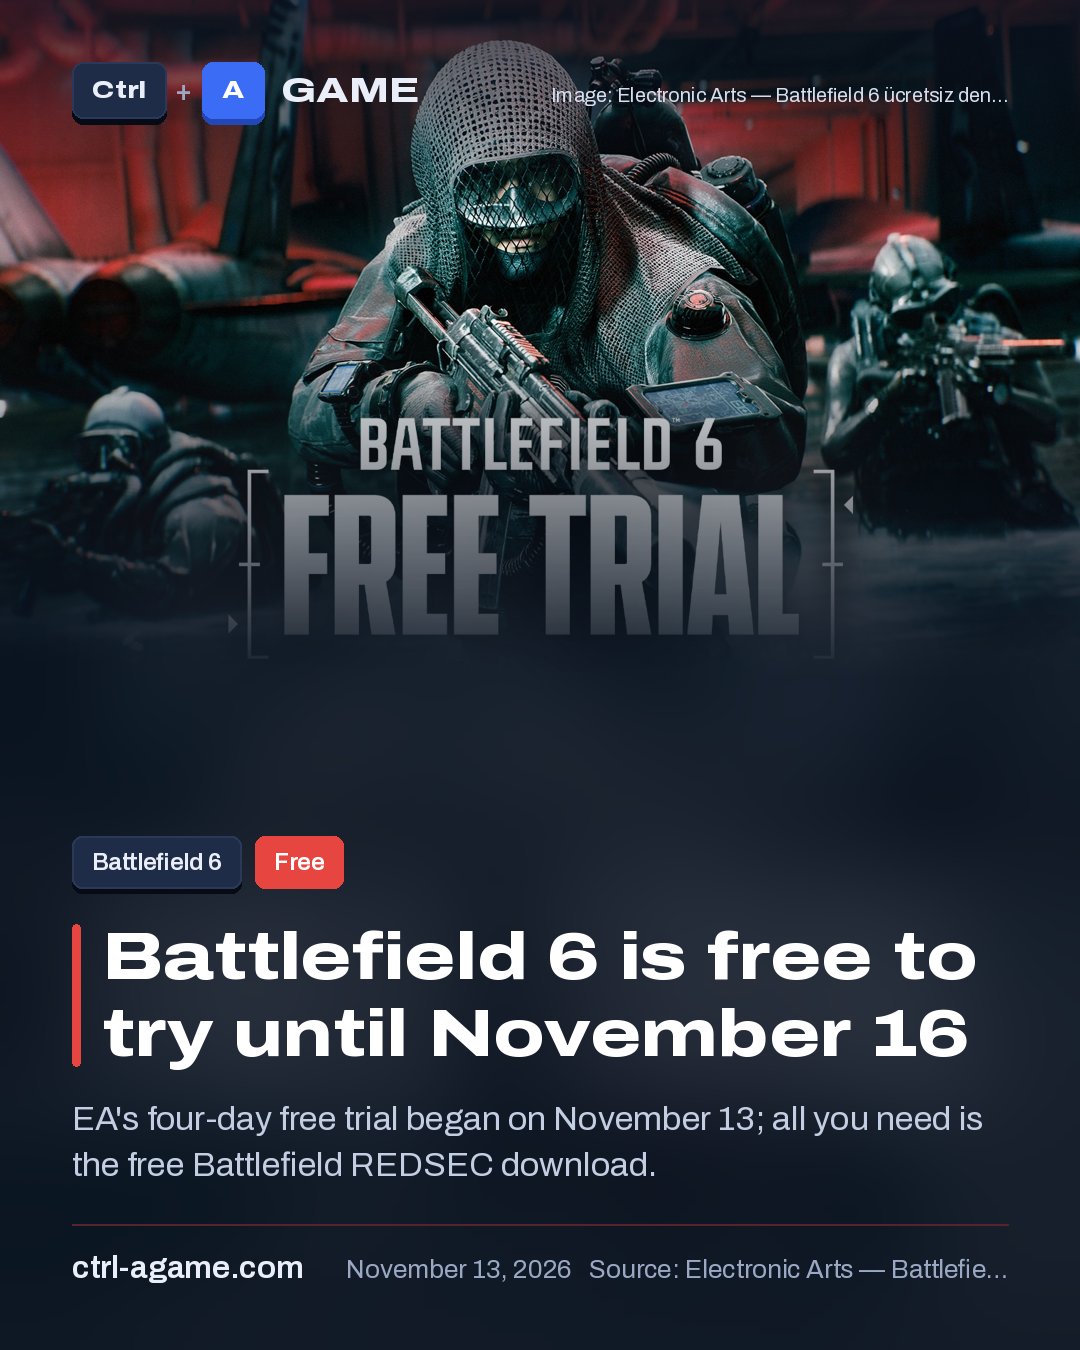 Ctrl + A GAME
Image: Electronic Arts — Battlefield 6 ücretsiz den...
BATTLEFIELD™ 6
FREE TRIAL
Battlefield 6 Free
Battlefield 6 is free to
try until November 16
EA's four-day free trial began on November 13; all you need is
the free Battlefield REDSEC download.
ctrl-agame.com November 13, 2026 Source: Electronic Arts — Battlefie...